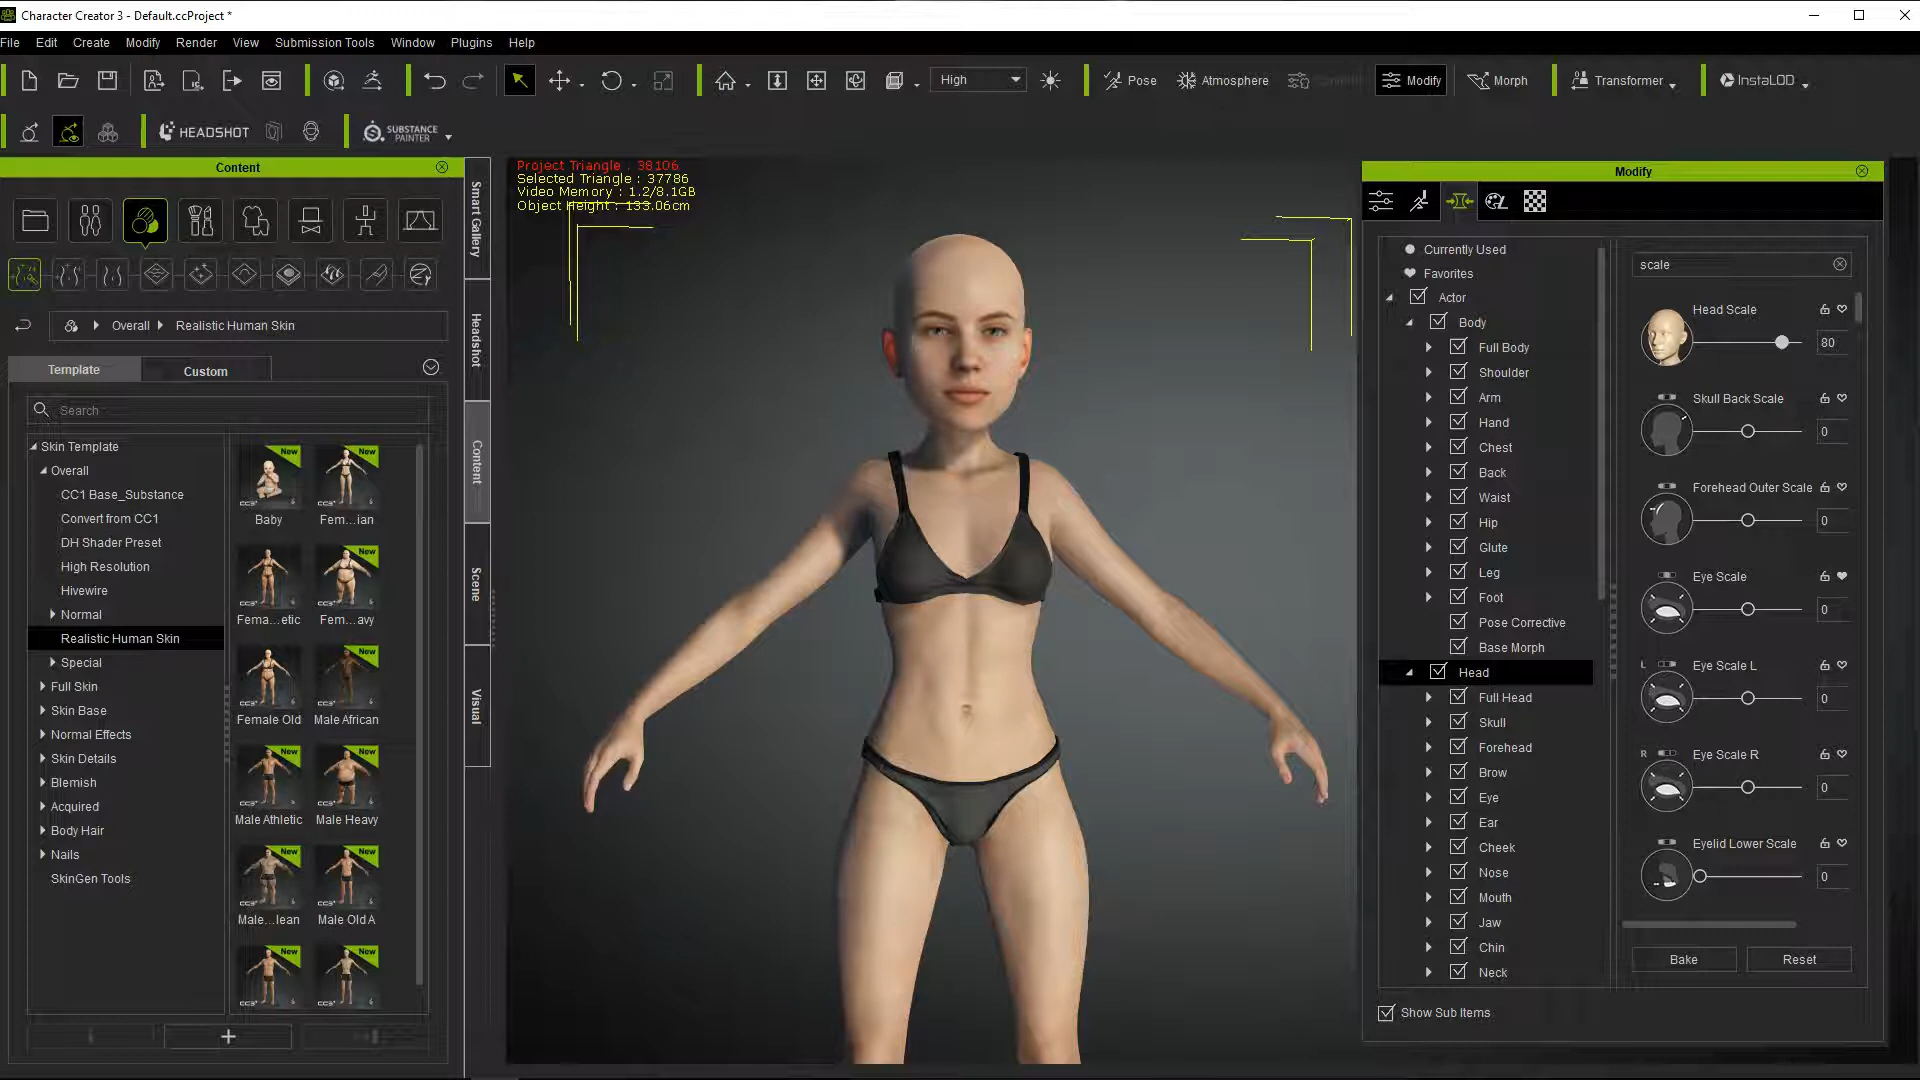 Character Creator 3 - Default.ccProject *
File Edit Create Modify Render View Submission Tools Window Plugins Help
High
Pose Atmosphere Modify Morph Transformer InstaLOD
HEADSHOT SUBSTANCE PAINTER
Content
Overall Realistic Human Skin
Template Custom
Search
Skin Template
Overall
CC1 Base_Substance
Convert from CC1
DH Shader Preset
High Resolution
Hivewire
Normal
Realistic Human Skin
Special
Full Skin
Skin Base
Normal Effects
Skin Details
Blemish
Acquired
Body Hair
Nails
SkinGen Tools
New New
Baby Fem...ian
New
Fema...etic Fem...avy
New
Female Old Male African
New New
Male Athletic Male Heavy
New New
Male...lean Male Old A
New New
Smart Gallery
Headshot
Content
Scene
Visual
Project Triangle : 38106
Selected Triangle : 37786
Video Memory : 1.2/8.1GB
Object Height : 133.06cm
Modify
Currently Used
Favorites
Actor
Body
Full Body
Shoulder
Arm
Hand
Chest
Back
Waist
Hip
Glute
Leg
Foot
Pose Corrective
Base Morph
Head
Full Head
Skull
Forehead
Brow
Eye
Ear
Cheek
Nose
Mouth
Jaw
Chin
Neck
Show Sub Items
scale
Head Scale
80
Skull Back Scale
0
Forehead Outer Scale
0
Eye Scale
0
L Eye Scale L
0
R Eye Scale R
0
Eyelid Lower Scale
0
Bake Reset